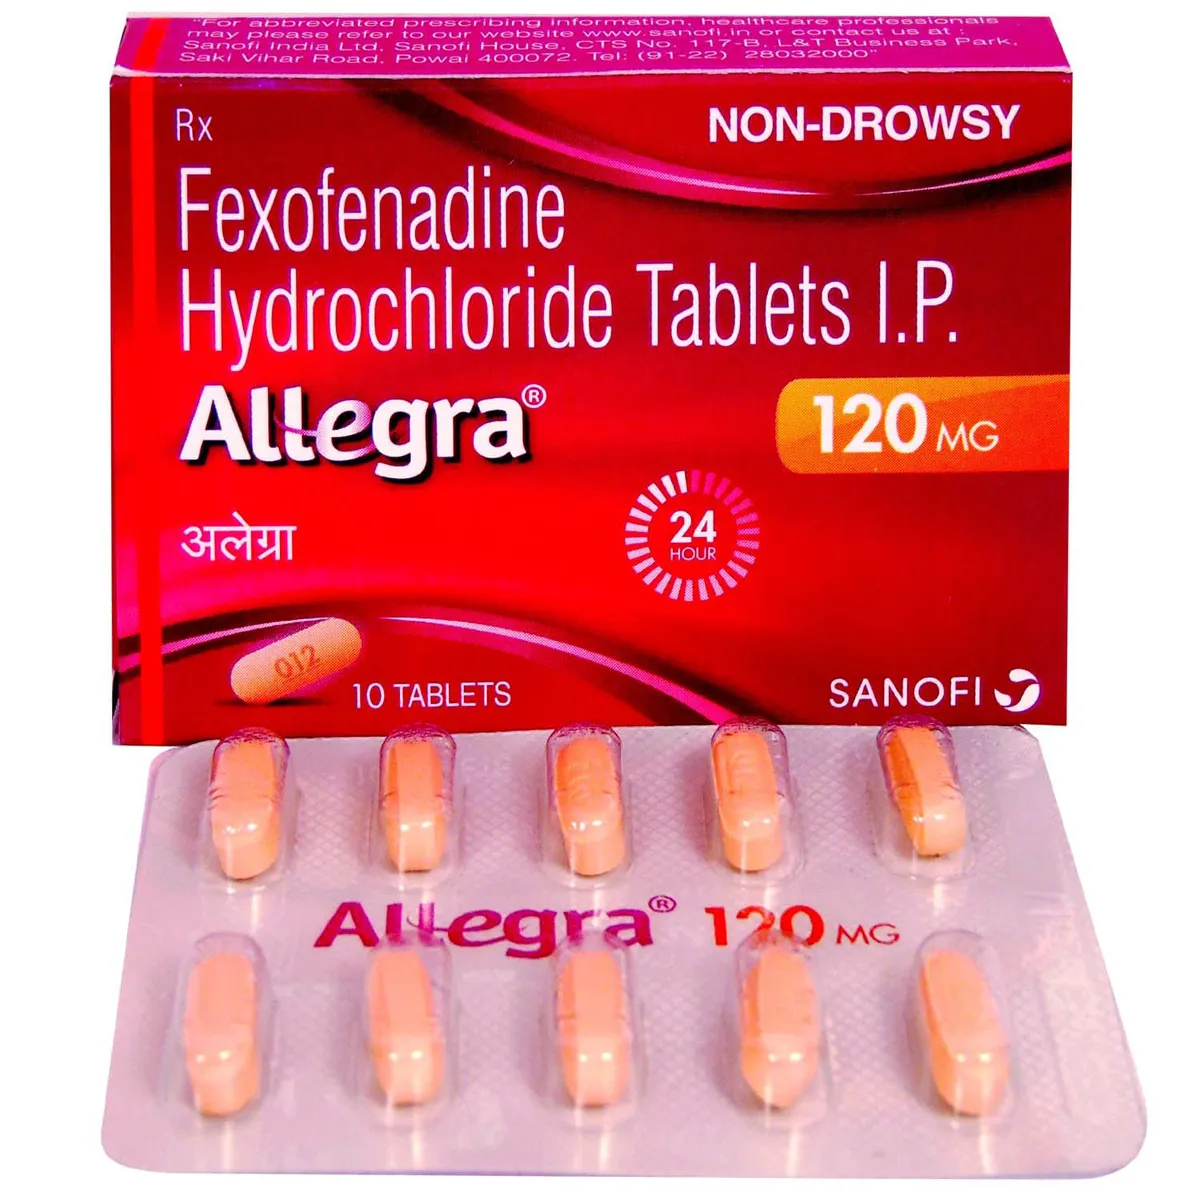 "For abbreviated prescribing information, healthcare professionals
may please refer to our website www.sanofi.in or contact us at :
Sanofi India Ltd. Sanofi House, CTS No. 117-B, L&T Business Park,
Saki Vihar Road, Powai 400072. Tel: (91-22) 28032000"
Rx
NON-DROWSY
Fexofenadine
Hydrochloride Tablets I.P.
Allegra®
120 MG
अलेग्रा
24
HOUR
012
10 TABLETS
SANOFI
Allegra® 120 MG